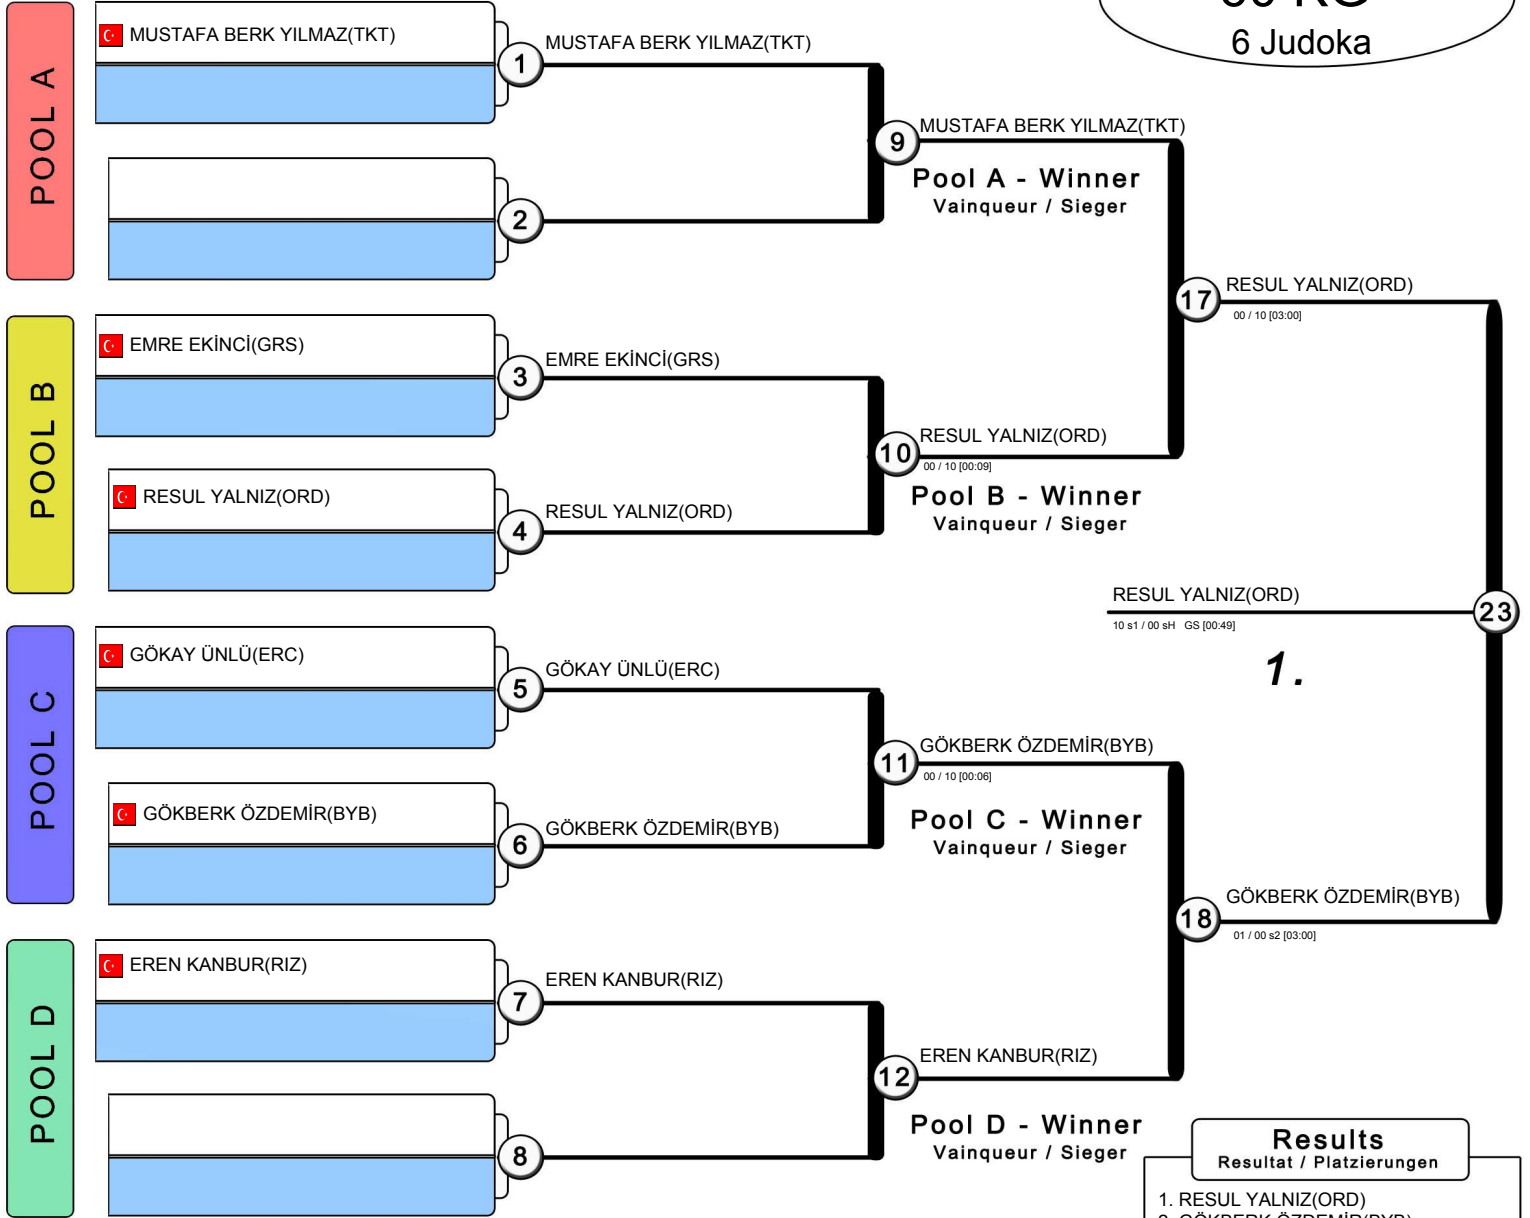 KG
6 Judoka
POOL A
MUSTAFA BERK YILMAZ(TKT)
1
MUSTAFA BERK YILMAZ(TKT)
2
9
MUSTAFA BERK YILMAZ(TKT)
Pool A - Winner
Vainqueur / Sieger
POOL B
EMRE EKİNCİ(GRS)
3
EMRE EKİNCİ(GRS)
RESUL YALNIZ(ORD)
4
RESUL YALNIZ(ORD)
10
RESUL YALNIZ(ORD)
00 / 10 [00:09]
Pool B - Winner
Vainqueur / Sieger
17
RESUL YALNIZ(ORD)
00 / 10 [03:00]
RESUL YALNIZ(ORD)
10 s1 / 00 sH GS [00:49]
23
1.
POOL C
GÖKAY ÜNLÜ(ERC)
5
GÖKAY ÜNLÜ(ERC)
GÖKBERK ÖZDEMİR(BYB)
6
GÖKBERK ÖZDEMİR(BYB)
11
GÖKBERK ÖZDEMİR(BYB)
00 / 10 [00:06]
Pool C - Winner
Vainqueur / Sieger
18
GÖKBERK ÖZDEMİR(BYB)
01 / 00 s2 [03:00]
POOL D
EREN KANBUR(RIZ)
7
EREN KANBUR(RIZ)
8
12
EREN KANBUR(RIZ)
Pool D - Winner
Vainqueur / Sieger
Results
Resultat / Platzierungen
1. RESUL YALNIZ(ORD)
2. GÖKBERK ÖZDEMİR(BYB)